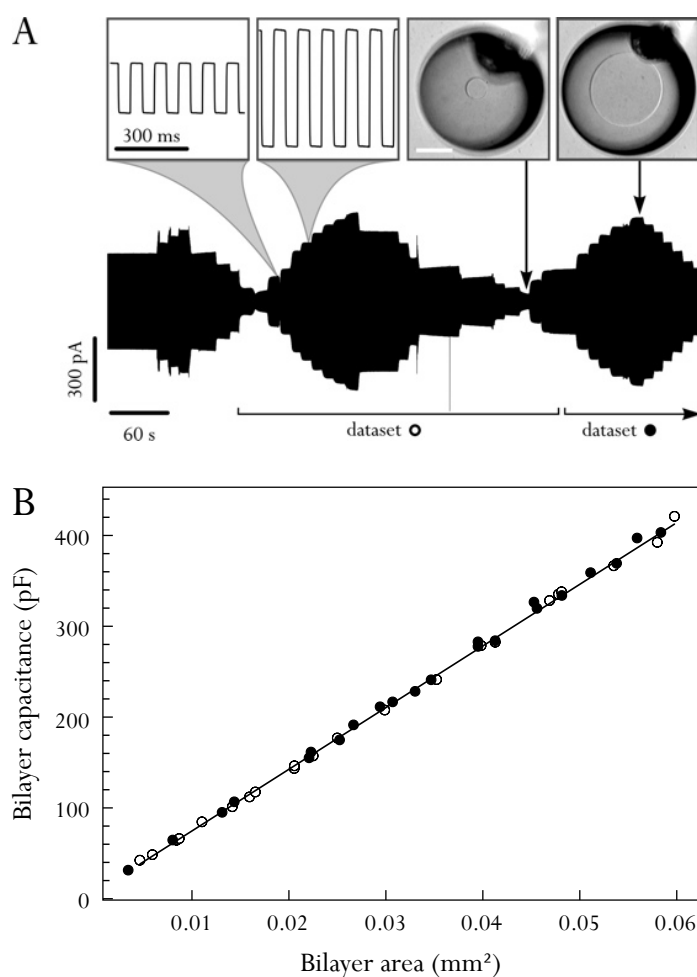 A
300 ms
300 pA
60 s
dataset
dataset
B
Bilayer capacitance (pF)
400
300
200
100
0
0.01 0.02 0.03 0.04 0.05 0.06
Bilayer area (mm²)